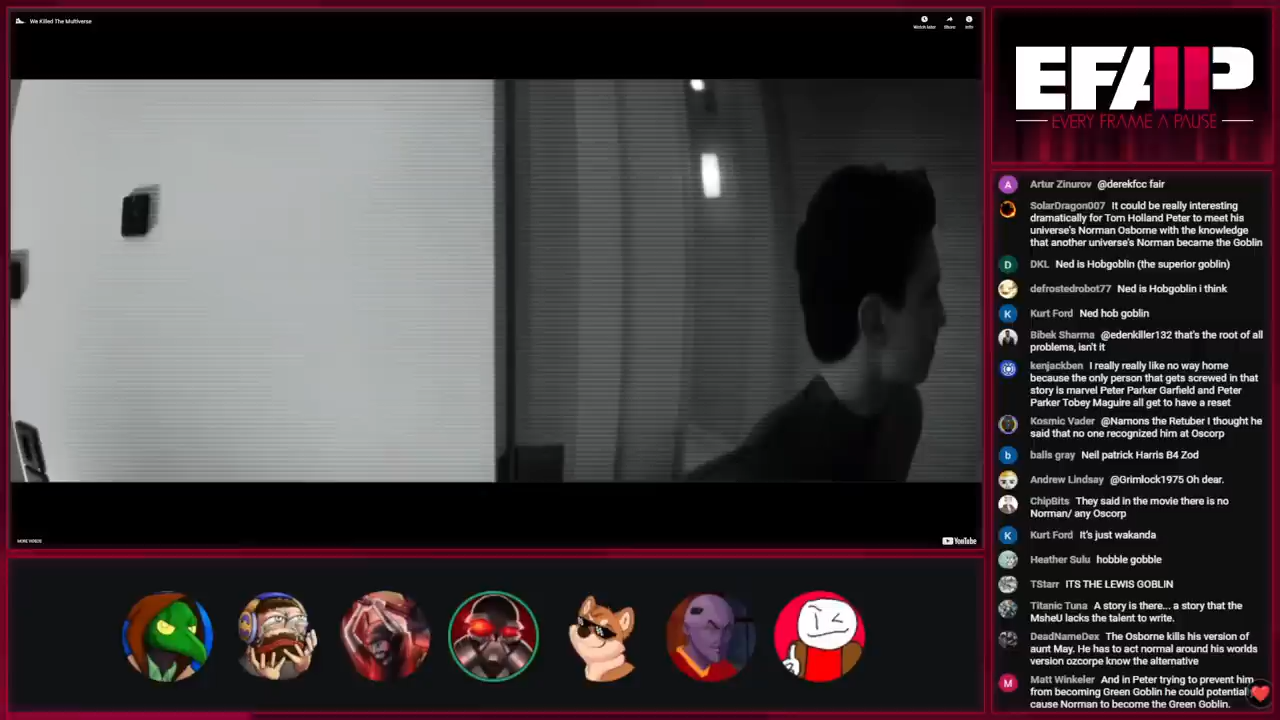 We Killed The Multiverse
Watch later
Share
Info
MORE VIDEOS
YouTube
EFAP
EVERY FRAME A PAUSE
Artur Zinurov @derekfcc fair
SolarDragon007 It could be really interesting
dramatically for Tom Holland Peter to meet his
universe's Norman Osborne with the knowledge
that another universe's Norman became the Goblin
DKL Ned is Hobgoblin (the superior goblin)
defrostedrobot77 Ned is Hobgoblin i think
Kurt Ford Ned hob goblin
Bibek Sharma @edenkiller132 that's the root of all
problems, isn't it
kenjackben I really really like no way home
because the only person that gets screwed in that
story is marvel Peter Parker Garfield and Peter
Parker Tobey Maguire all get to have a reset
Kosmic Vader @Namons the Retuber I thought he
said that no one recognized him at Oscorp
balls gray Neil patrick Harris B4 Zod
Andrew Lindsay @Grimlock1975 Oh dear.
ChipBits They said in the movie there is no
Norman/ any Oscorp
Kurt Ford It's just wakanda
Heather Sulu hobble gobble
TStarr ITS THE LEWIS GOBLIN
Titanic Tuna A story is there... a story that the
MsheU lacks the talent to write.
DeadNameDex The Osborne kills his version of
aunt May. He has to act normal around his worlds
version ozcorpe know the alternative
Matt Winkeler And in Peter trying to prevent him
from becoming Green Goblin he could potential
cause Norman to become the Green Goblin.